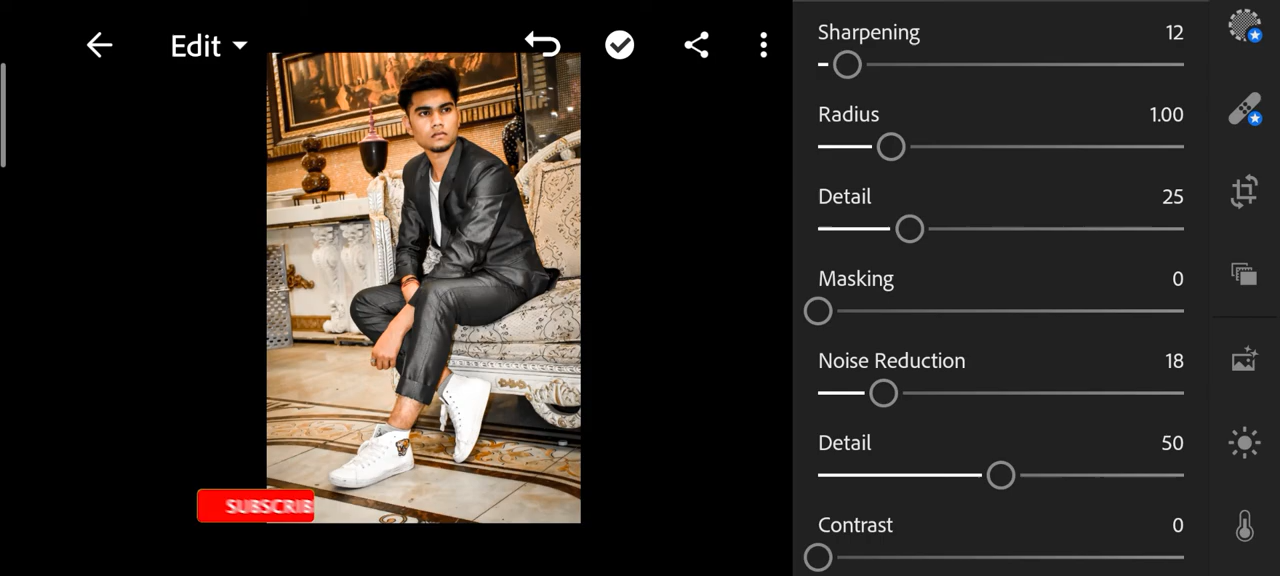 Edit
Sharpening 12
Radius 1.00
Detail 25
Masking 0
Noise Reduction 18
Detail 50
Contrast 0
SUBSCRIB